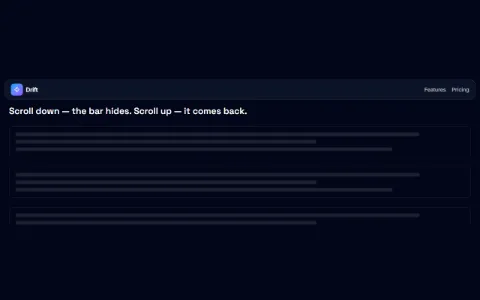 Drift
Features Pricing
Scroll down — the bar hides. Scroll up — it comes back.